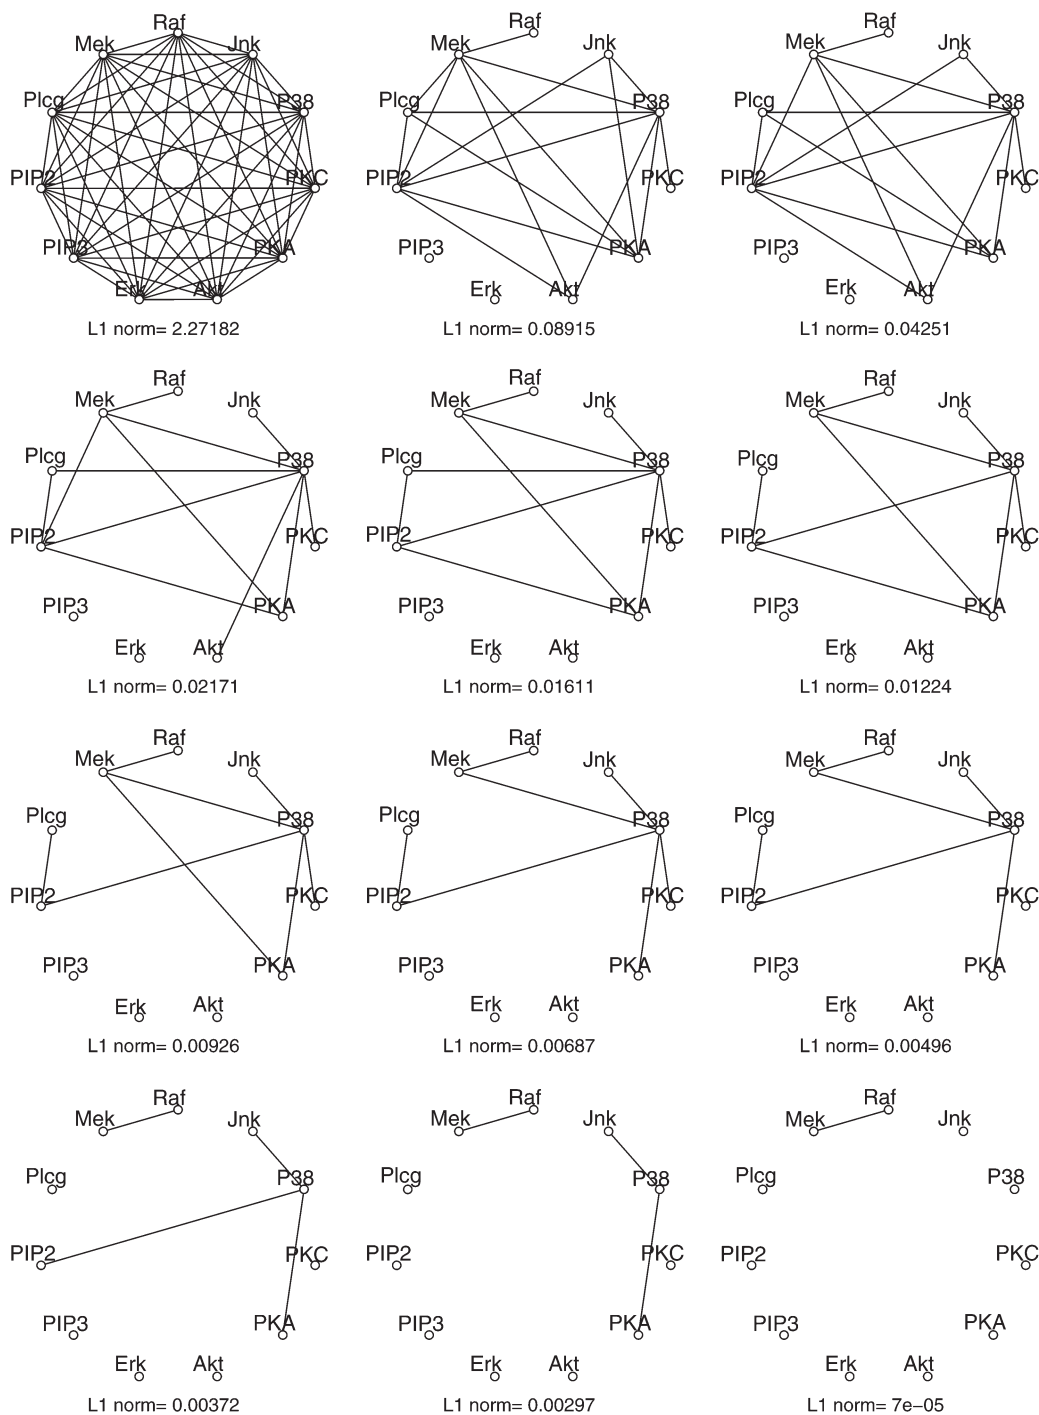 Raf
Mek Jnk
Plcg P38
PIP2 PKC
PIP3 PKA
Erk Akt
L1 norm= 2.27182
Raf
Mek Jnk
Plcg P38
PIP2 PKC
PIP3 PKA
Erk Akt
L1 norm= 0.08915
Raf
Mek Jnk
Plcg P38
PIP2 PKC
PIP3 PKA
Erk Akt
L1 norm= 0.04251
Raf
Mek Jnk
Plcg P38
PIP2 PKC
PIP3 PKA
Erk Akt
L1 norm= 0.02171
Raf
Mek Jnk
Plcg P38
PIP2 PKC
PIP3 PKA
Erk Akt
L1 norm= 0.01611
Raf
Mek Jnk
Plcg P38
PIP2 PKC
PIP3 PKA
Erk Akt
L1 norm= 0.01224
Raf
Mek Jnk
Plcg P38
PIP2 PKC
PIP3 PKA
Erk Akt
L1 norm= 0.00926
Raf
Mek Jnk
Plcg P38
PIP2 PKC
PIP3 PKA
Erk Akt
L1 norm= 0.00687
Raf
Mek Jnk
Plcg P38
PIP2 PKC
PIP3 PKA
Erk Akt
L1 norm= 0.00496
Raf
Mek Jnk
Plcg P38
PIP2 PKC
PIP3 PKA
Erk Akt
L1 norm= 0.00372
Raf
Mek Jnk
Plcg P38
PIP2 PKC
PIP3 PKA
Erk Akt
L1 norm= 0.00297
Raf
Mek Jnk
Plcg P38
PIP2 PKC
PIP3 PKA
Erk Akt
L1 norm= 7e−05